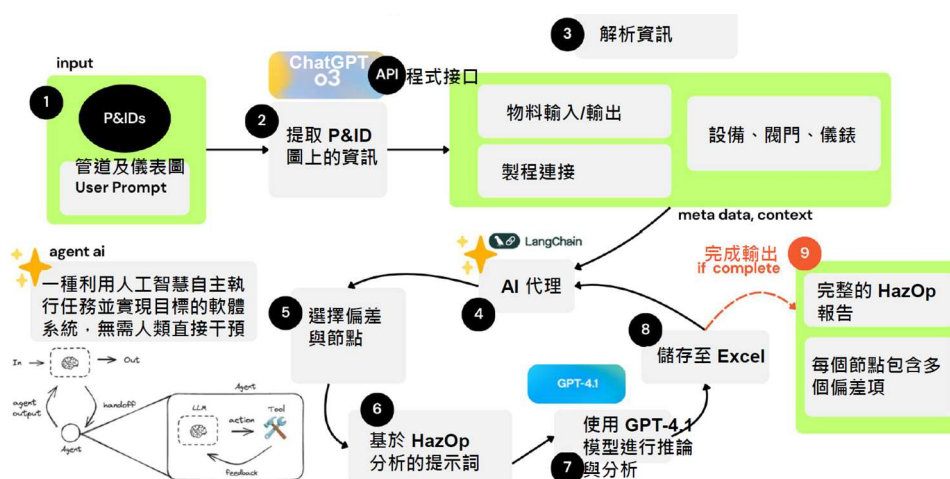 input
1
P&IDs
管道及儀表圖
User Prompt
ChatGPT
o3
API 程式接口
2
提取 P&ID
圖上的資訊
3
解析資訊
物料輸入/輸出
製程連接
設備、閥門、儀錶
meta data, context
LangChain
4
AI 代理
5
選擇偏差
與節點
6
基於 HazOp
分析的提示詞
GPT-4.1
7
使用 GPT-4.1
模型進行推論
與分析
8
儲存至 Excel
完成輸出
if complete
9
完整的 HazOp
報告
每個節點包含多
個偏差項
agent ai
一種利用人工智慧自主執
行任務並實現目標的軟體
系統，無需人類直接干預
In
Out
agent
output
handoff
Agent
Agent
LLM
action
Tool
feedback